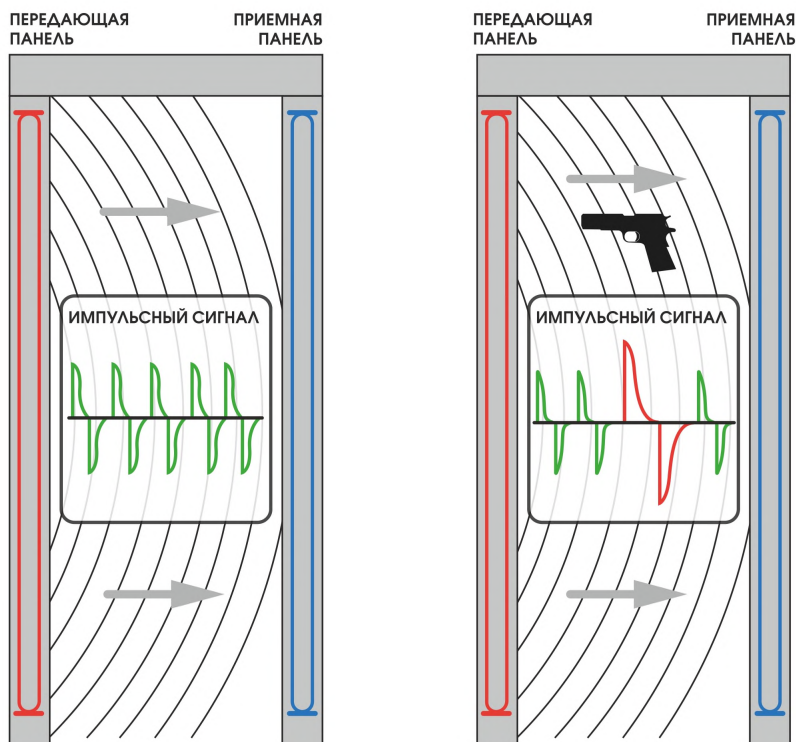 ПЕРЕДАЮЩАЯ
ПАНЕЛЬ
ПРИЕМНАЯ
ПАНЕЛЬ
ИМПУЛЬСНЫЙ СИГНАЛ
ПЕРЕДАЮЩАЯ
ПАНЕЛЬ
ПРИЕМНАЯ
ПАНЕЛЬ
ИМПУЛЬСНЫЙ СИГНАЛ